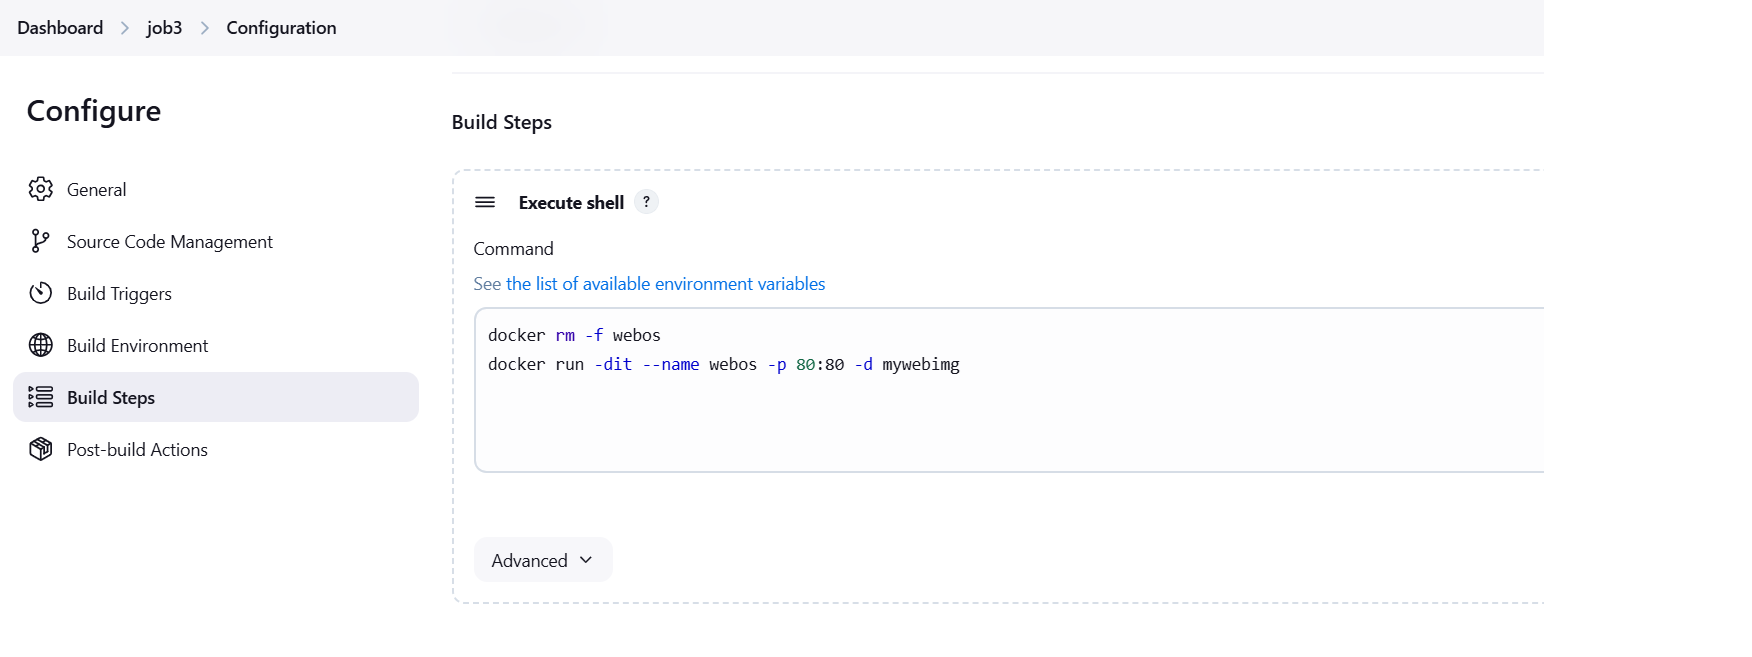 Dashboard > job3 > Configuration
Configure
General
Source Code Management
Build Triggers
Build Environment
Build Steps
Post-build Actions
Build Steps
Execute shell ?
Command
See the list of available environment variables
docker rm -f webos
docker run -dit --name webos -p 80:80 -d mywebimg
Advanced